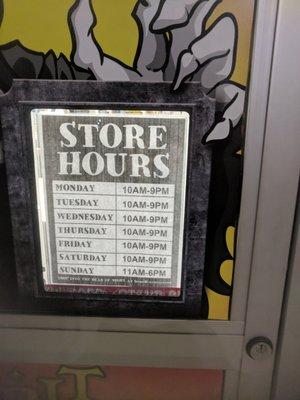 STORE
HOURS
MONDAY 10AM-9PM
TUESDAY 10AM-9PM
WEDNESDAY 10AM-9PM
THURSDAY 10AM-9PM
FRIDAY 10AM-9PM
SATURDAY 10AM-9PM
SUNDAY 11AM-6PM